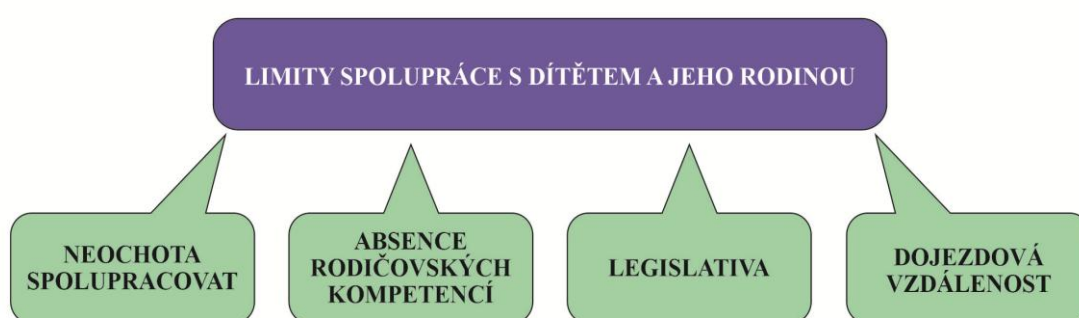 LIMITY SPOLUPRÁCE S DÍTĚTEM A JEHO RODINOU
NEOCHOTA
SPOLUPRACOVAT
ABSENCE
RODIČOVSKÝCH
KOMPETENCÍ
LEGISLATIVA
DOJEZDOVÁ
VZDÁLENOST